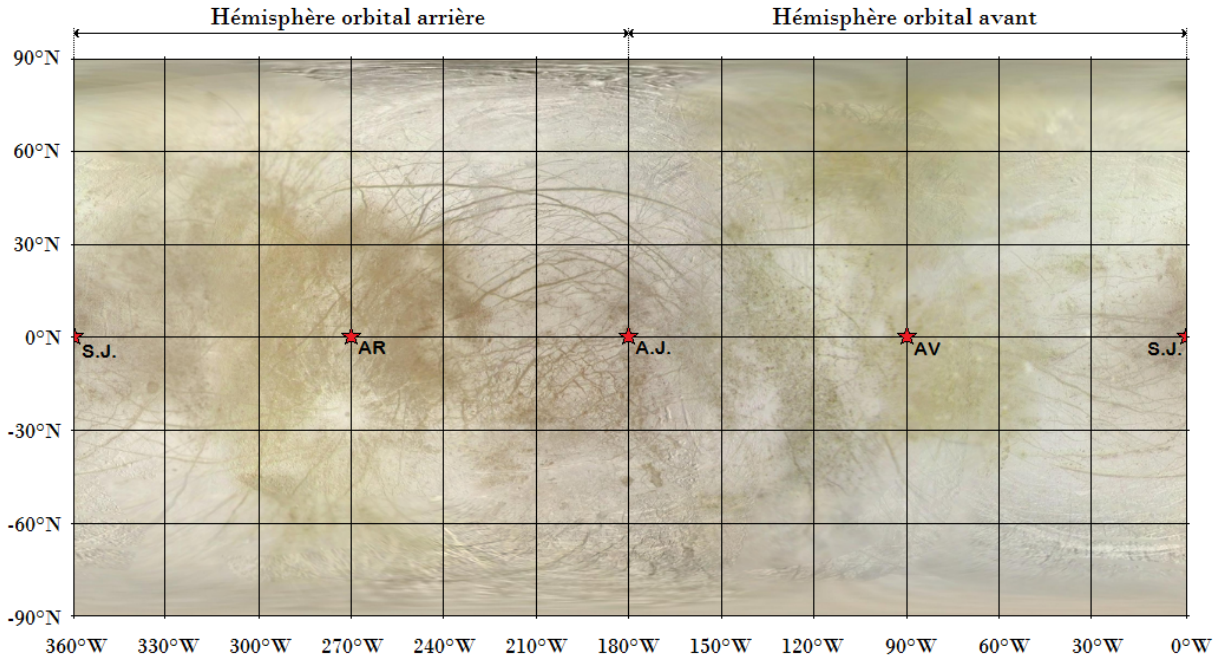 Hémisphère orbital arrière Hémisphère orbital avant
90°N
60°N
30°N
0°N
S.J. AR A.J. AV S.J.
-30°N
-60°N
-90°N
360°W 330°W 300°W 270°W 240°W 210°W 180°W 150°W 120°W 90°W 60°W 30°W 0°W